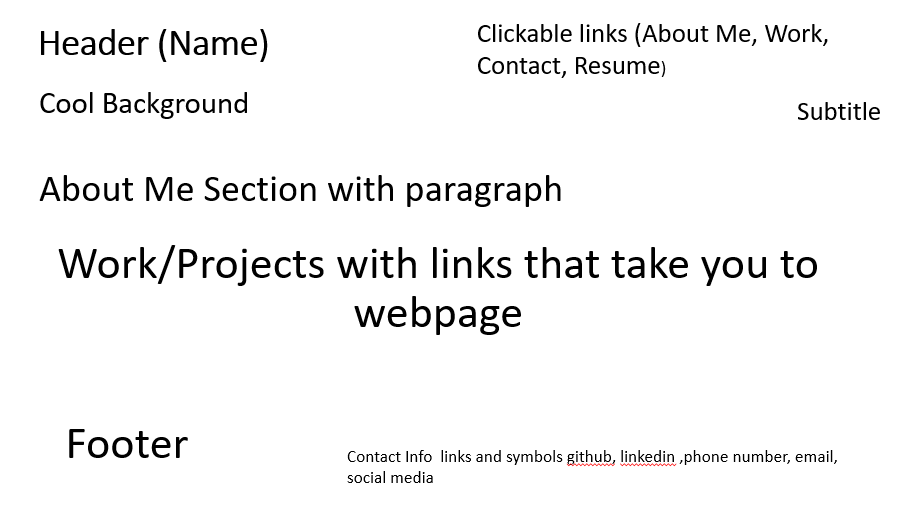 Header (Name)
Clickable links (About Me, Work,
Contact, Resume)
Cool Background
Subtitle
About Me Section with paragraph
Work/Projects with links that take you to
webpage
Footer
Contact Info  links and symbols github, linkedin ,phone number, email,
social media